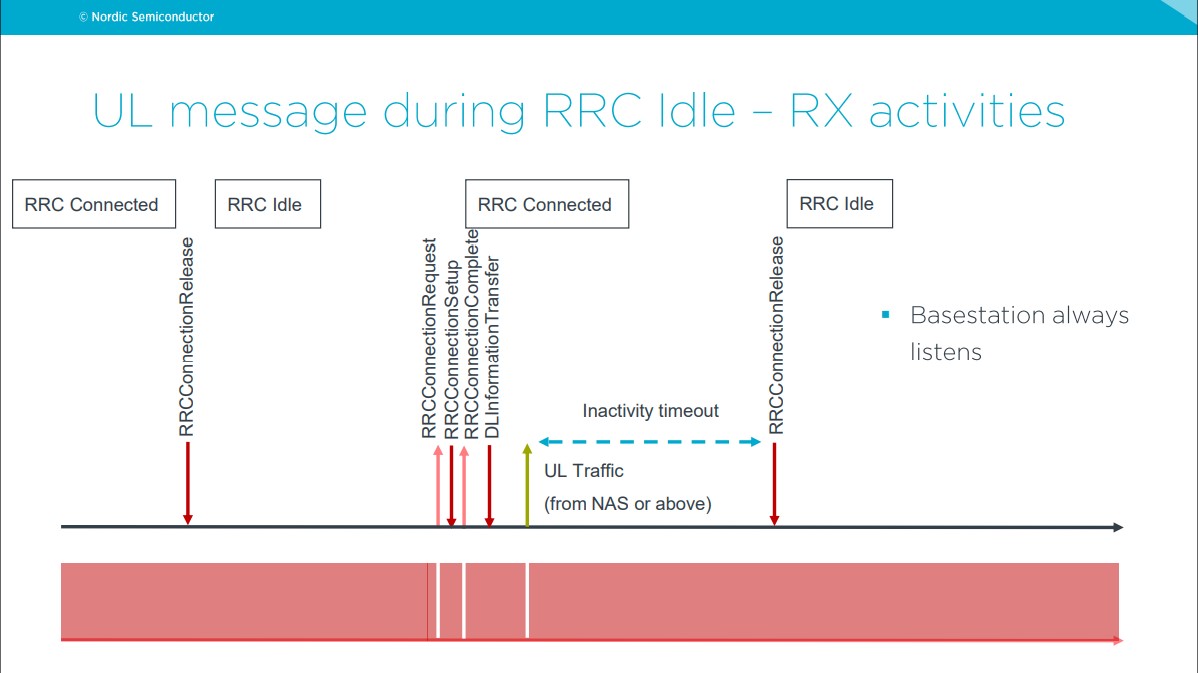 © Nordic Semiconductor
UL message during RRC Idle – RX activities
RRC Connected
RRC Idle
RRC Connected
RRC Idle
RRCConnectionRelease
RRCConnectionRequest
RRCConnectionSetup
RRCConnectionComplete
DLInformationTransfer
RRCConnectionRelease
Basestation always
listens
Inactivity timeout
UL Traffic
(from NAS or above)